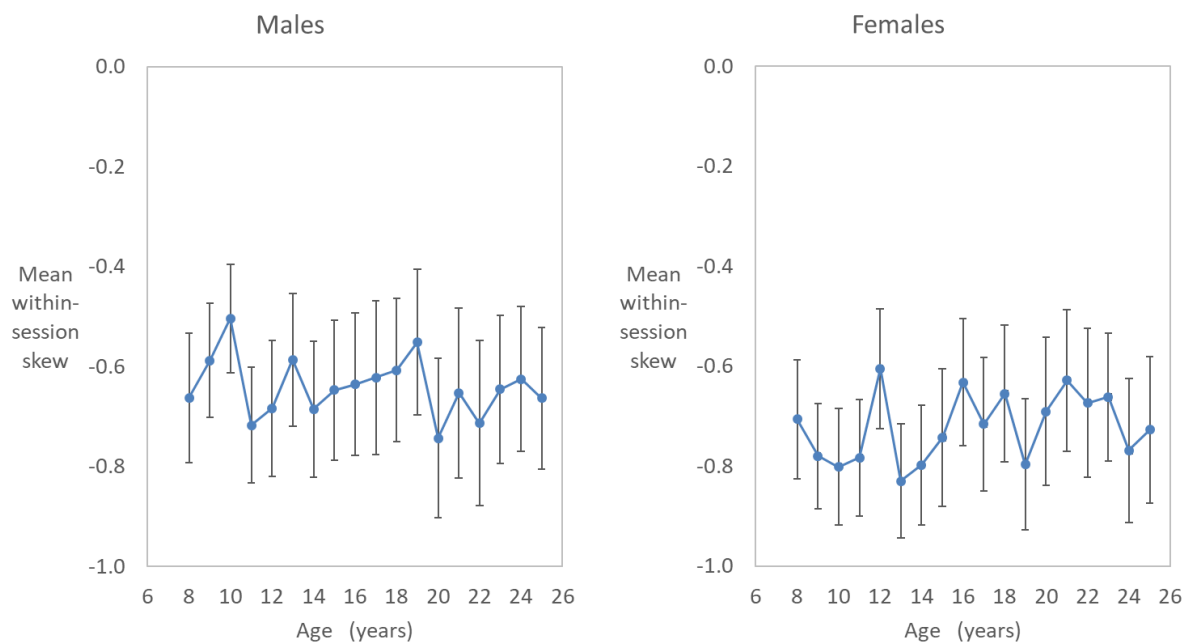 Males
0.0
-0.2
-0.4
-0.6
-0.8
-1.0
Mean
within-
session
skew
6 8 10 12 14 16 18 20 22 24 26
Age (years)
Females
0.0
-0.2
-0.4
-0.6
-0.8
-1.0
Mean
within-
session
skew
6 8 10 12 14 16 18 20 22 24 26
Age (years)